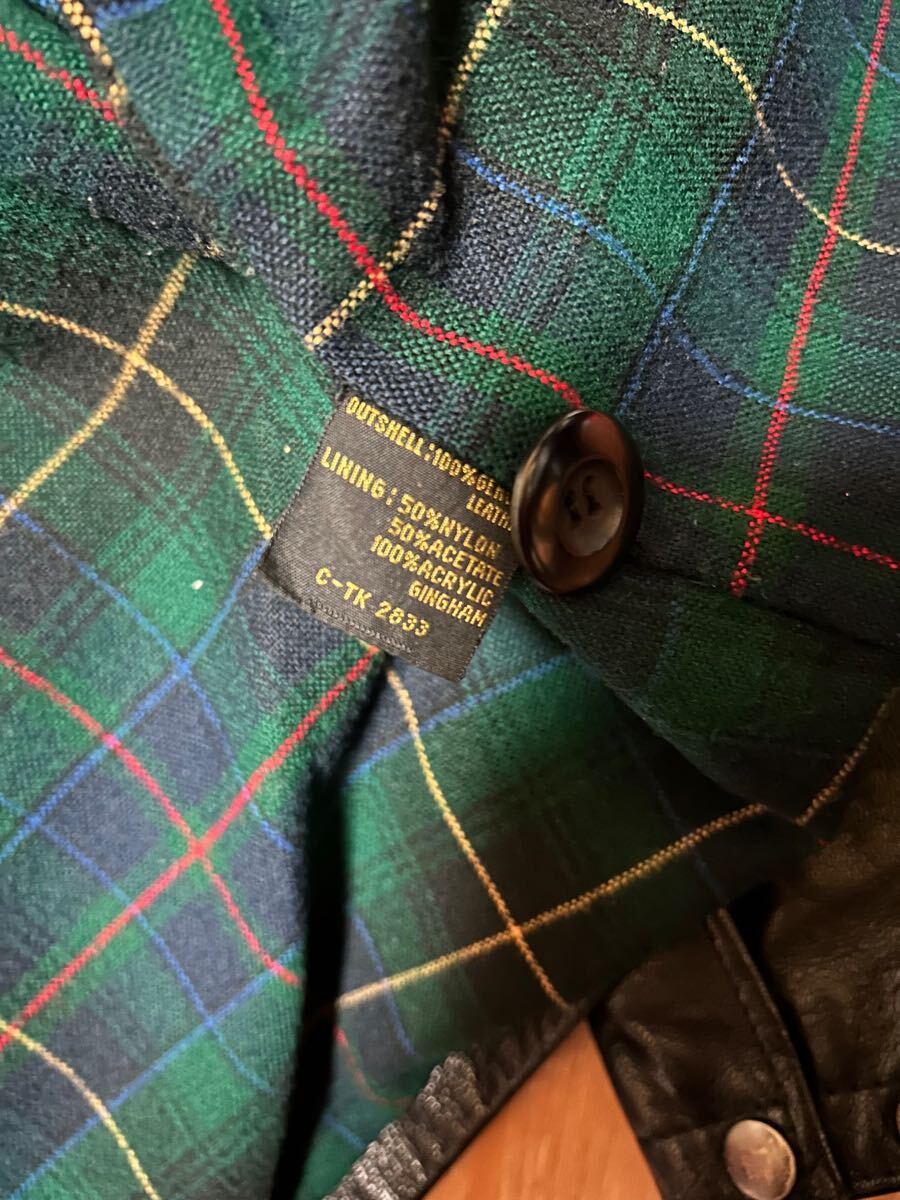 OUTSHELL:100%
LINING:50%NYLON
50%ACETATE
100%ACRYLIC
GINGHAM
C-TK 2833